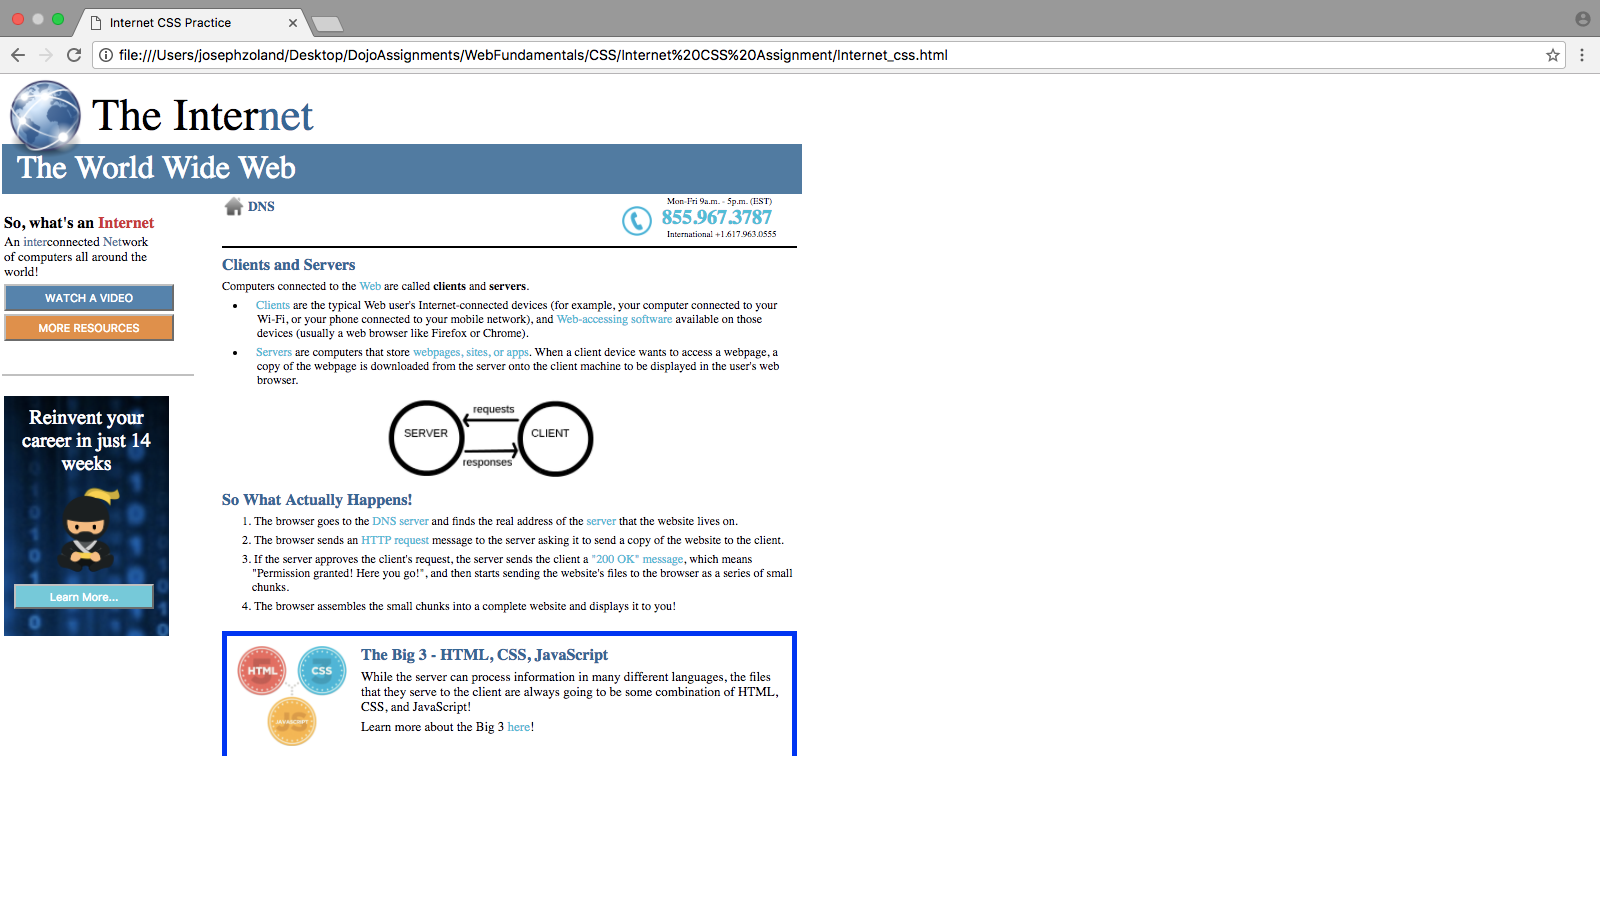 Internet CSS Practice
file:///Users/josephzoland/Desktop/DojoAssignments/WebFundamentals/CSS/Internet%20CSS%20Assignment/Internet_css.html
The Internet
The World Wide Web
So, what's an Internet
An interconnected Network
of computers all around the
world!
WATCH A VIDEO
MORE RESOURCES
Reinvent your
career in just 14
weeks
Learn More...
DNS
Mon-Fri 9a.m. - 5p.m. (EST)
855.967.3787
International +1.617.963.0555
Clients and Servers
Computers connected to the Web are called clients and servers.
• Clients are the typical Web user's Internet-connected devices (for example, your computer connected to your
Wi-Fi, or your phone connected to your mobile network), and Web-accessing software available on those
devices (usually a web browser like Firefox or Chrome).
• Servers are computers that store webpages, sites, or apps. When a client device wants to access a webpage, a
copy of the webpage is downloaded from the server onto the client machine to be displayed in the user's web
browser.
requests
SERVER
CLIENT
responses
So What Actually Happens!
1. The browser goes to the DNS server and finds the real address of the server that the website lives on.
2. The browser sends an HTTP request message to the server asking it to send a copy of the website to the client.
3. If the server approves the client's request, the server sends the client a "200 OK" message, which means
"Permission granted! Here you go!", and then starts sending the website's files to the browser as a series of small
chunks.
4. The browser assembles the small chunks into a complete website and displays it to you!
HTML
CSS
JS
JAVASCRIPT
The Big 3 - HTML, CSS, JavaScript
While the server can process information in many different languages, the files
that they serve to the client are always going to be some combination of HTML,
CSS, and JavaScript!
Learn more about the Big 3 here!